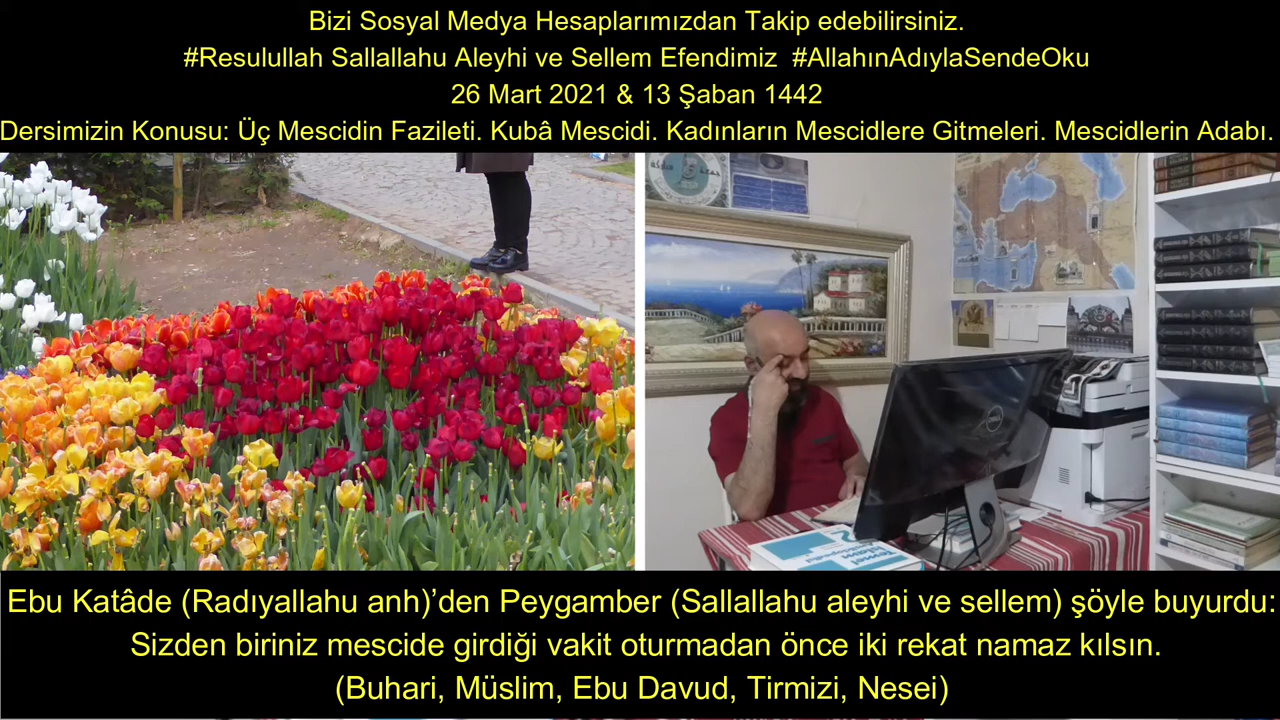 Bizi Sosyal Medya Hesaplarımızdan Takip edebilirsiniz.
#Resulullah Sallallahu Aleyhi ve Sellem Efendimiz #AllahınAdıylaSendeOku
26 Mart 2021 & 13 Şaban 1442
Dersimizin Konusu: Üç Mescidin Fazileti. Kubâ Mescidi. Kadınların Mescidlere Gitmeleri. Mescidlerin Adabı.
DELL
Temel
Ebu Katâde (Radıyallahu anh)’den Peygamber (Sallallahu aleyhi ve sellem) şöyle buyurdu:
Sizden biriniz mescide girdiği vakit oturmadan önce iki rekat namaz kılsın.
(Buhari, Müslim, Ebu Davud, Tirmizi, Nesei)